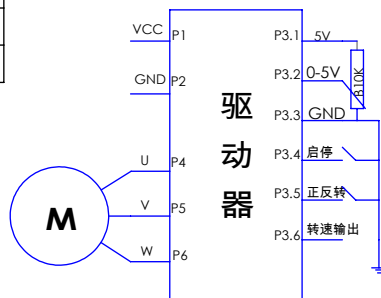 VCC P1
GND P2
U P4
V P5
W P6
M
驱
动
器
P3.1 5V
P3.2 0-5V
B10K
P3.3 GND
P3.4 启停
P3.5 正反转
P3.6 转速输出